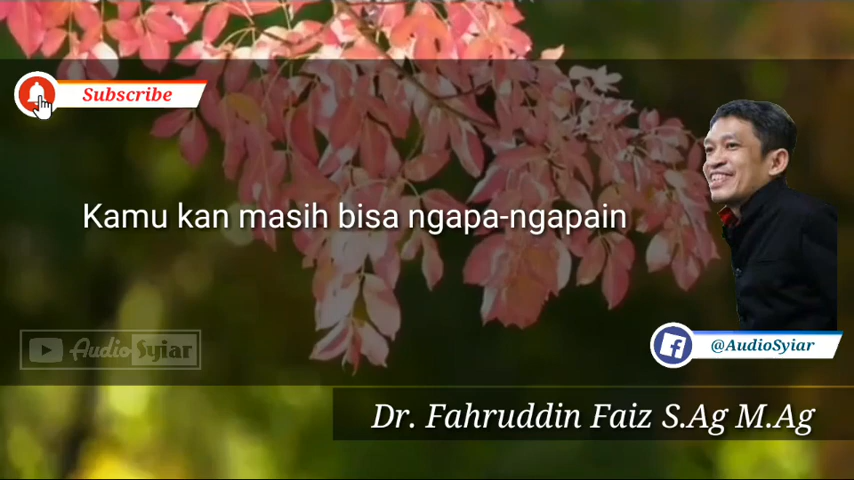 Subscribe
Kamu kan masih bisa ngapa-ngapain
Audio Syiar
@AudioSyiar
Dr. Fahruddin Faiz S.Ag M.Ag